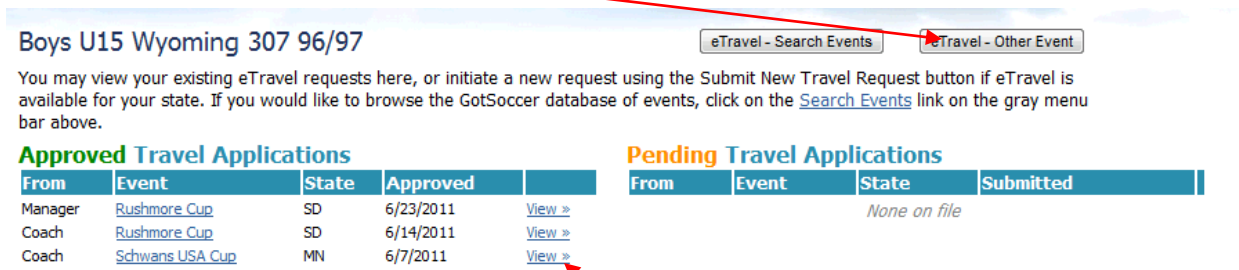 Boys U15 Wyoming 307 96/97
eTravel - Search Events
eTravel - Other Event
You may view your existing eTravel requests here, or initiate a new request using the Submit New Travel Request button if eTravel is
available for your state. If you would like to browse the GotSoccer database of events, click on the Search Events link on the gray menu
bar above.
Approved Travel Applications
From Event State Approved
Manager Rushmore Cup SD 6/23/2011 View »
Coach Rushmore Cup SD 6/14/2011 View »
Coach Schwans USA Cup MN 6/7/2011 View »
Pending Travel Applications
From Event State Submitted
None on file